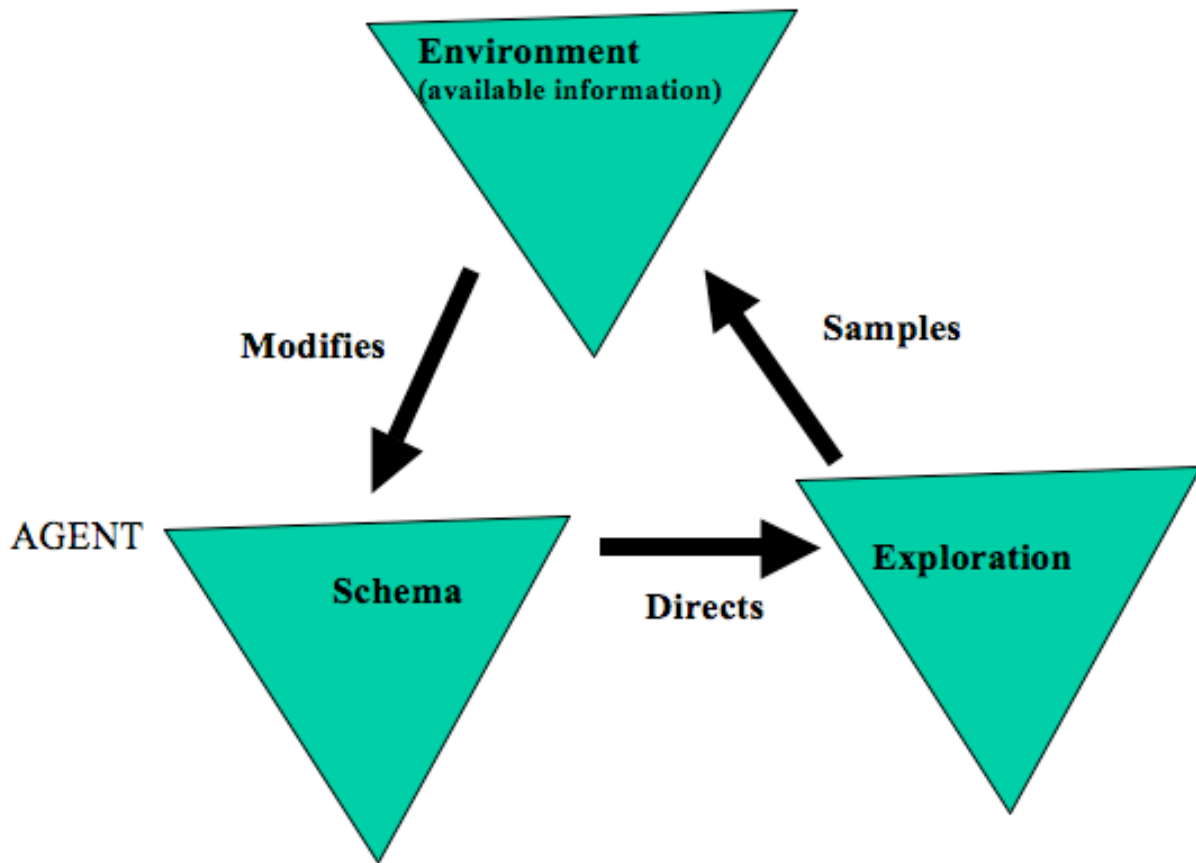 Environment
(available information)
Modifies
Samples
AGENT
Schema
Directs
Exploration